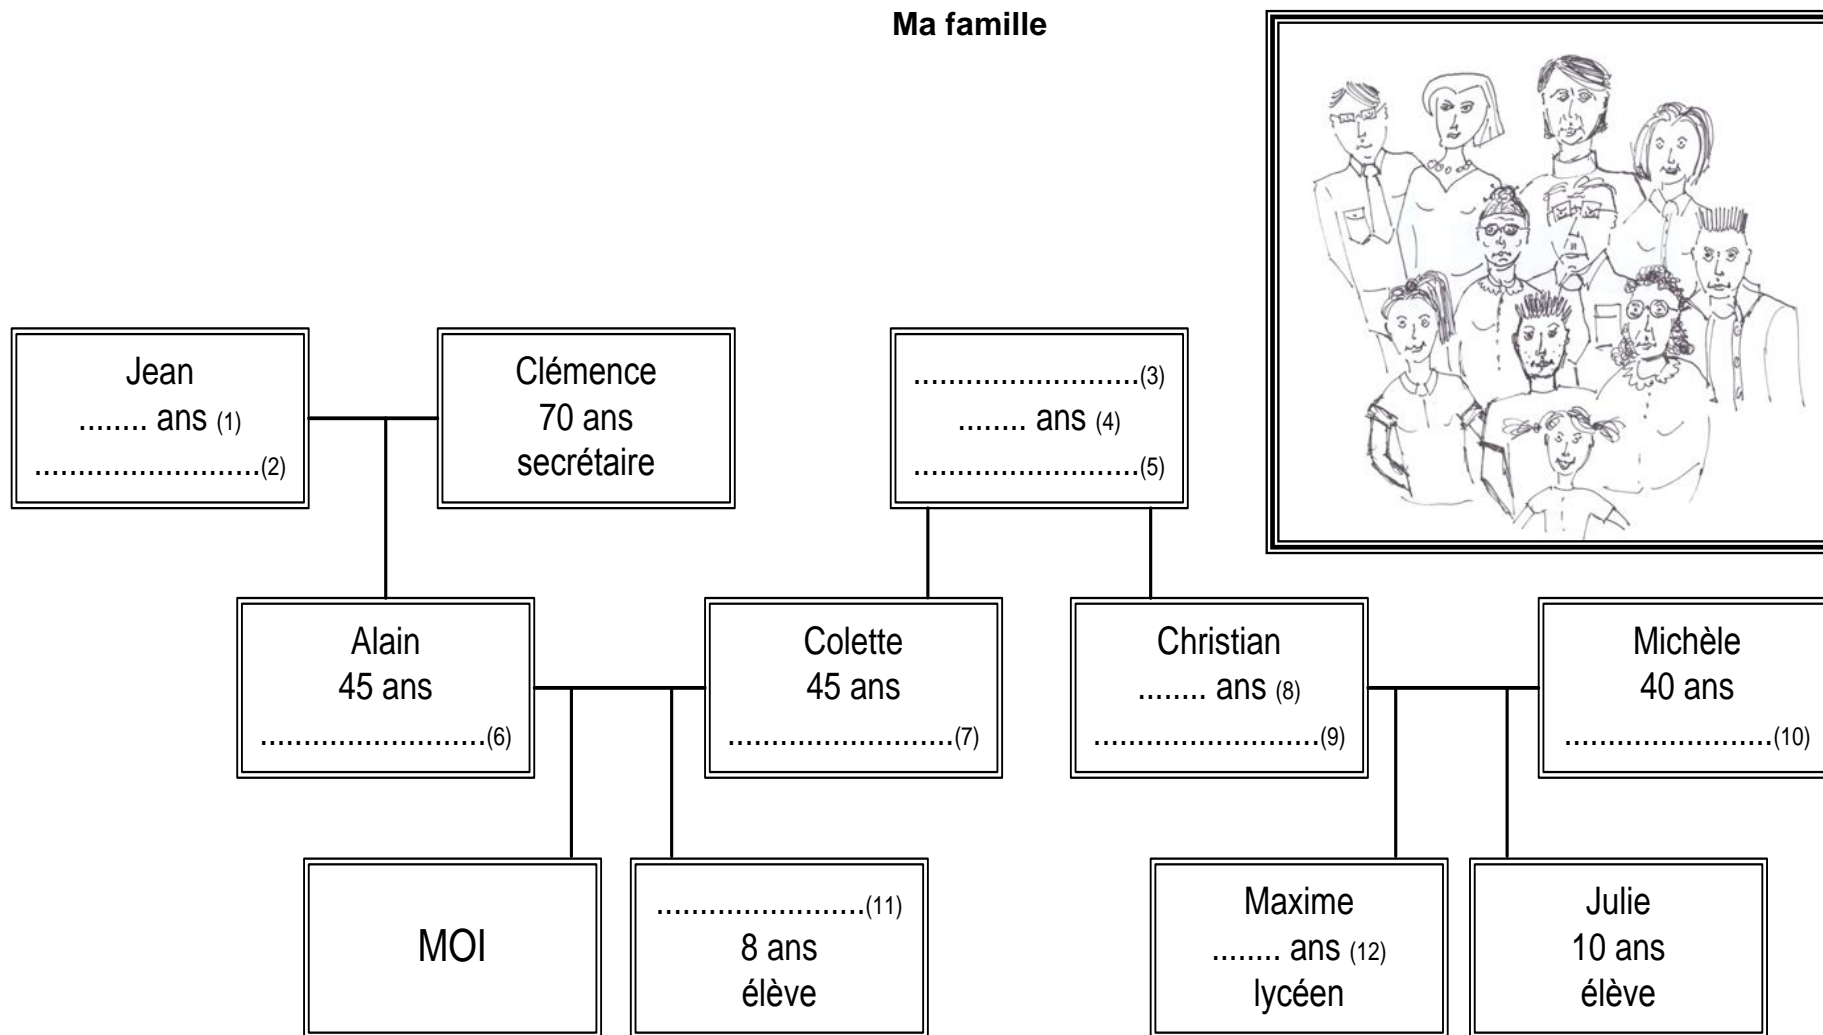 Ma famille
Jean
........ ans (1)
..........................(2)
Clémence
70 ans
secrétaire
..........................(3)
........ ans (4)
..........................(5)
Alain
45 ans
..........................(6)
Colette
45 ans
..........................(7)
Christian
........ ans (8)
..........................(9)
Michèle
40 ans
........................(10)
MOI
........................(11)
8 ans
élève
Maxime
........ ans (12)
lycéen
Julie
10 ans
élève